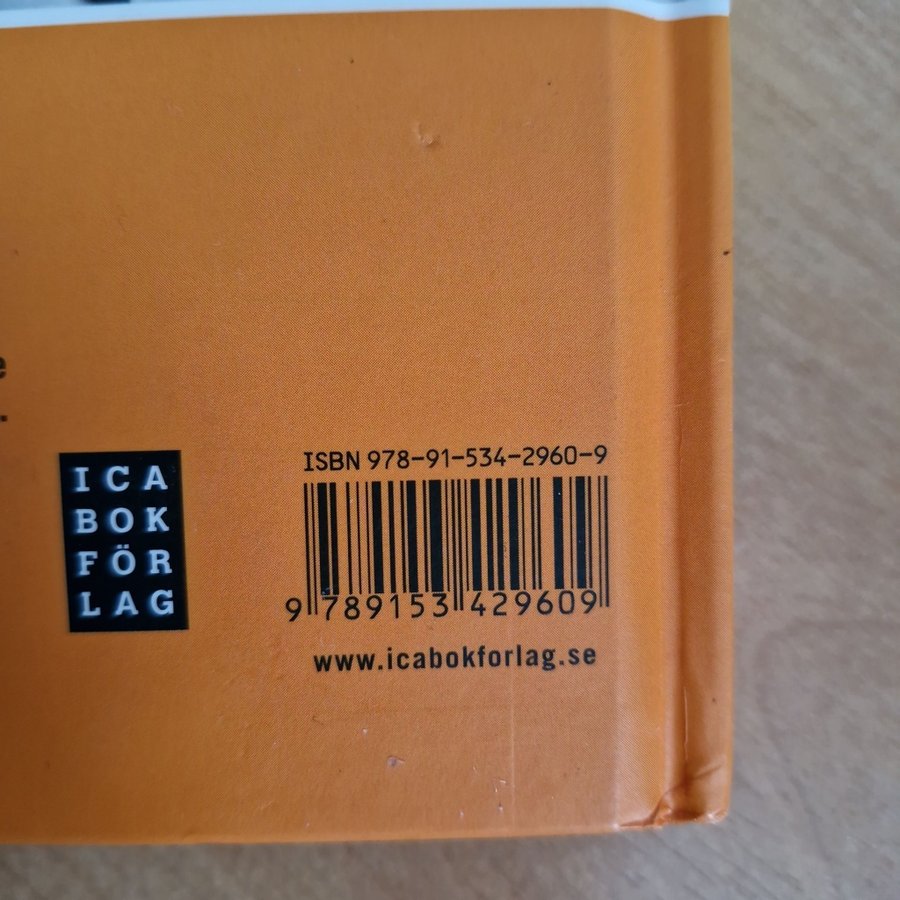 ICA
BOK
FÖR
LAG
ISBN 978-91-534-2960-9
9 789153 429609
www.icabokforlag.se